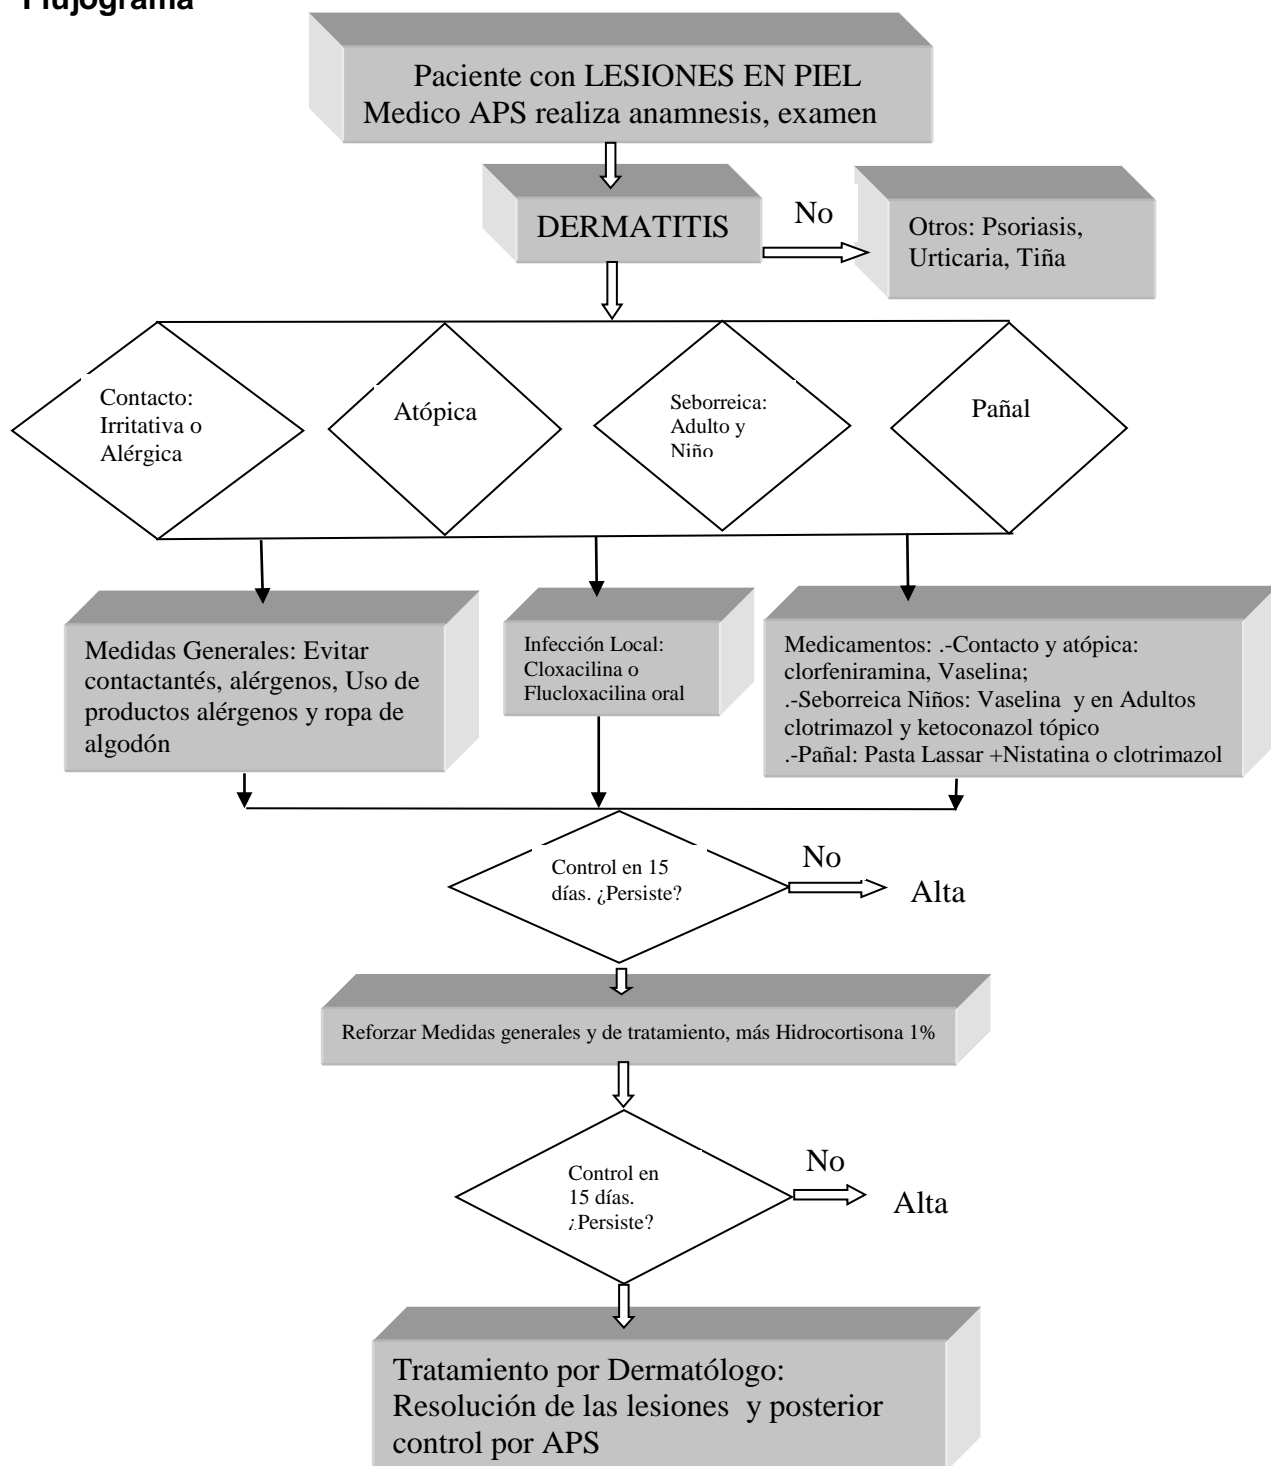 Flujograma
Paciente con LESIONES EN PIEL
Medico APS realiza anamnesis, examen
DERMATITIS
No
Otros: Psoriasis,
Urticaria, Tiña
Contacto:
Irritativa o
Alérgica
Atópica
Seborreica:
Adulto y
Niño
Pañal
Medidas Generales: Evitar
contactantés, alérgenos, Uso de
productos alérgenos y ropa de
algodón
Infección Local:
Cloxacilina o
Flucloxacilina oral
Medicamentos: .-Contacto y atópica:
clorfeniramina, Vaselina;
.-Seborreica Niños: Vaselina y en Adultos
clotrimazol y ketoconazol tópico
.-Pañal: Pasta Lassar +Nistatina o clotrimazol
Control en 15
días. ¿Persiste?
No
Alta
Reforzar Medidas generales y de tratamiento, más Hidrocortisona 1%
Control en
15 días.
¿Persiste?
No
Alta
Tratamiento por Dermatólogo:
Resolución de las lesiones y posterior
control por APS